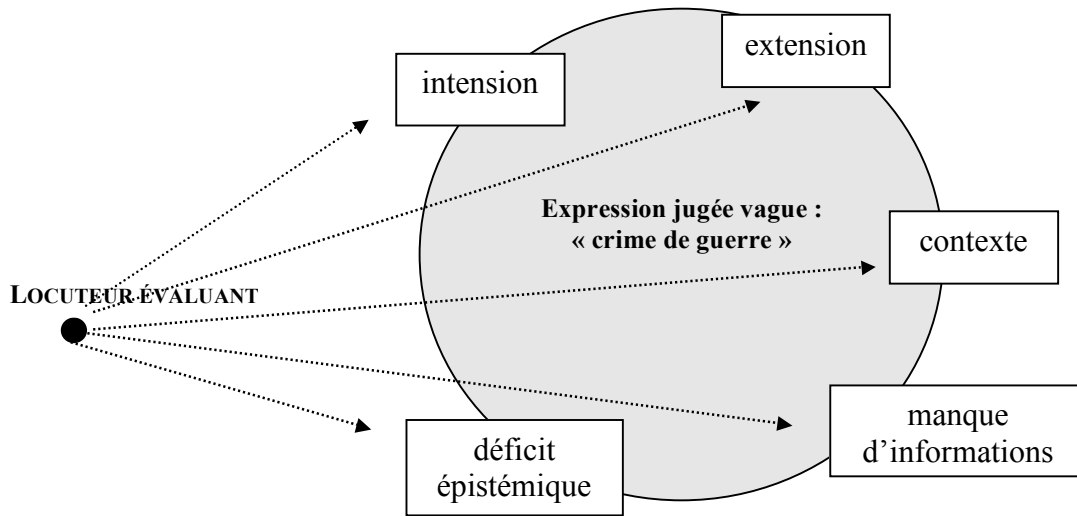 extension
intension
Expression jugée vague :
« crime de guerre »
contexte
LOCUTEUR ÉVALUANT
manque
d’informations
déficit
épistémique